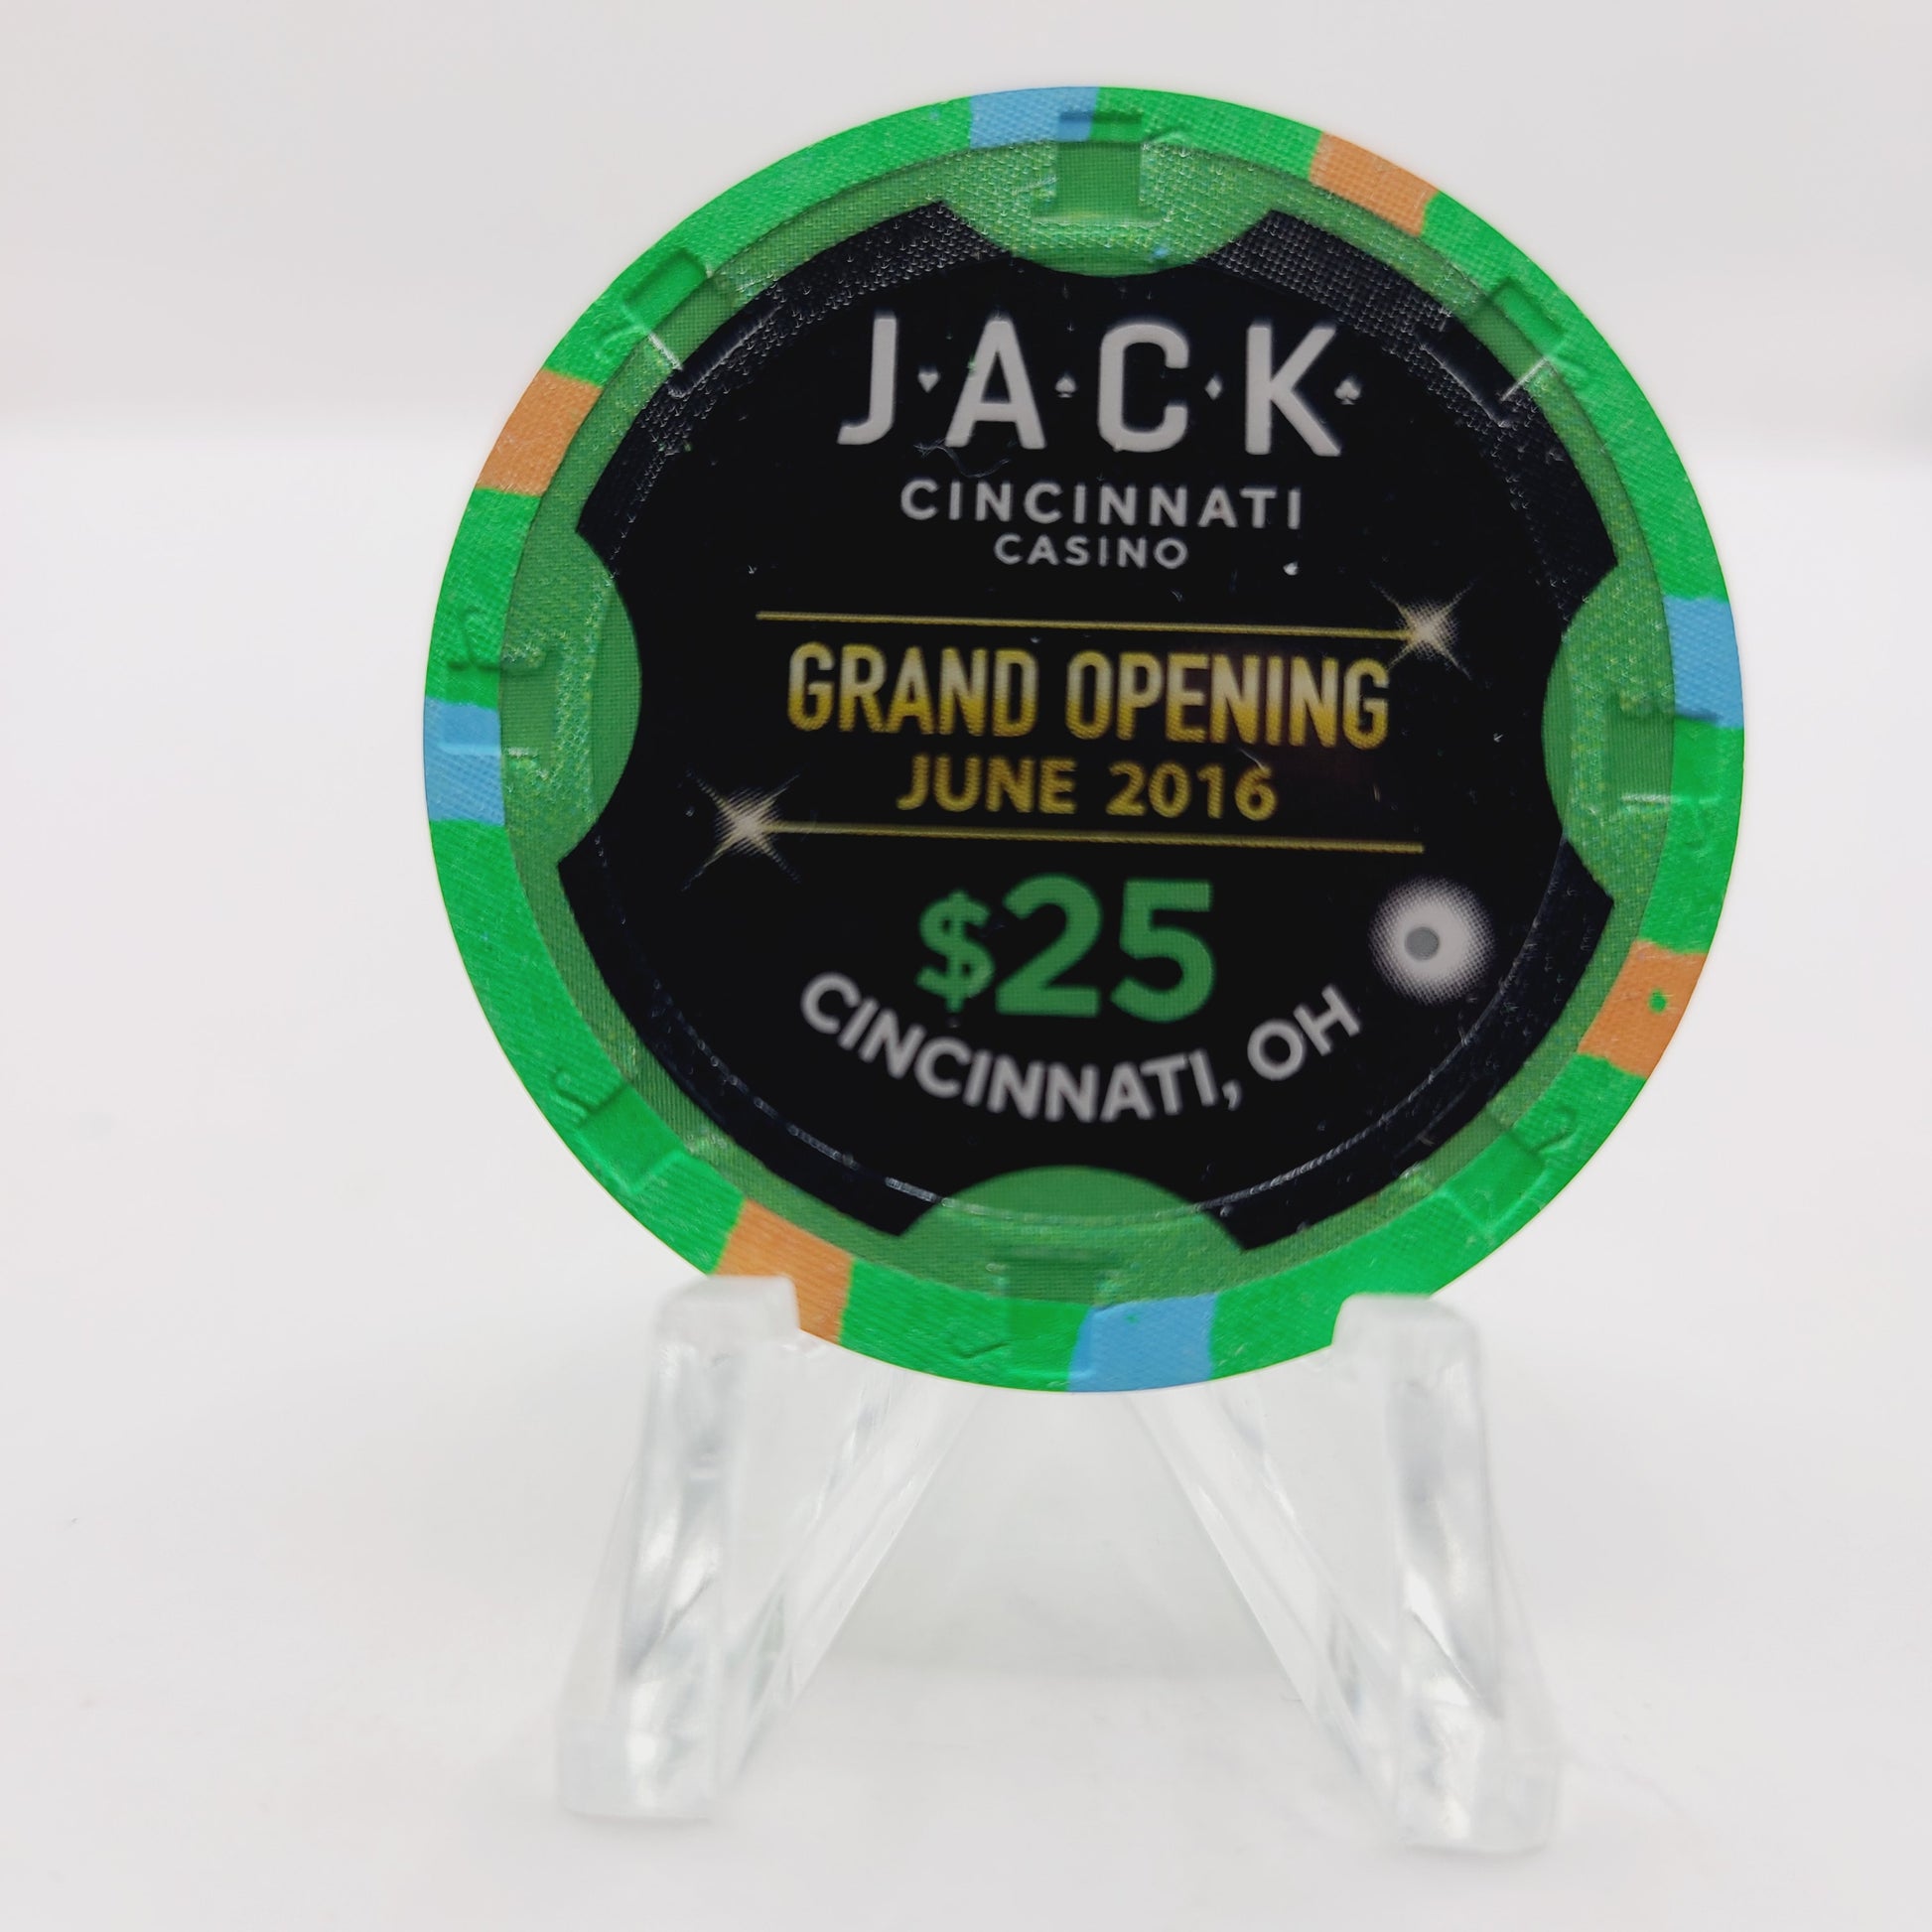 J♥A♠C♦K♣
CINCINNATI
CASINO
GRAND OPENING
JUNE 2016
$25
CINCINNATI, OH